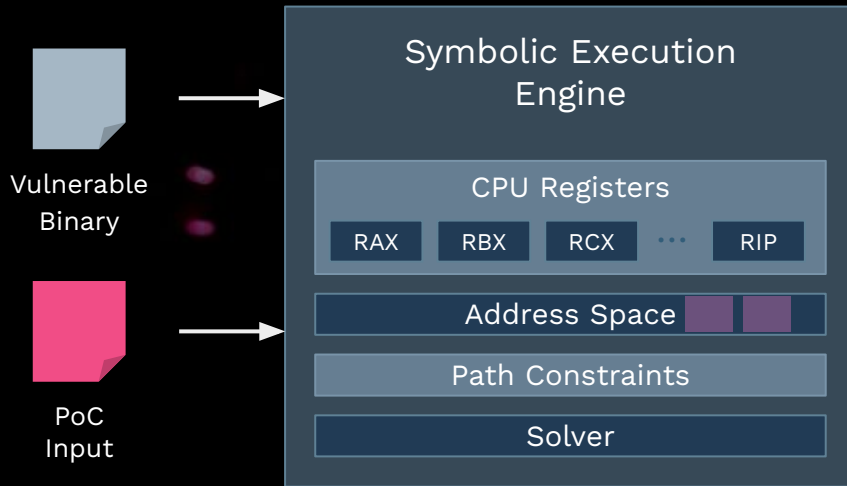 Symbolic Execution
Engine
Vulnerable
Binary
CPU Registers
RAX RBX RCX ... RIP
Address Space
PoC
Input
Path Constraints
Solver